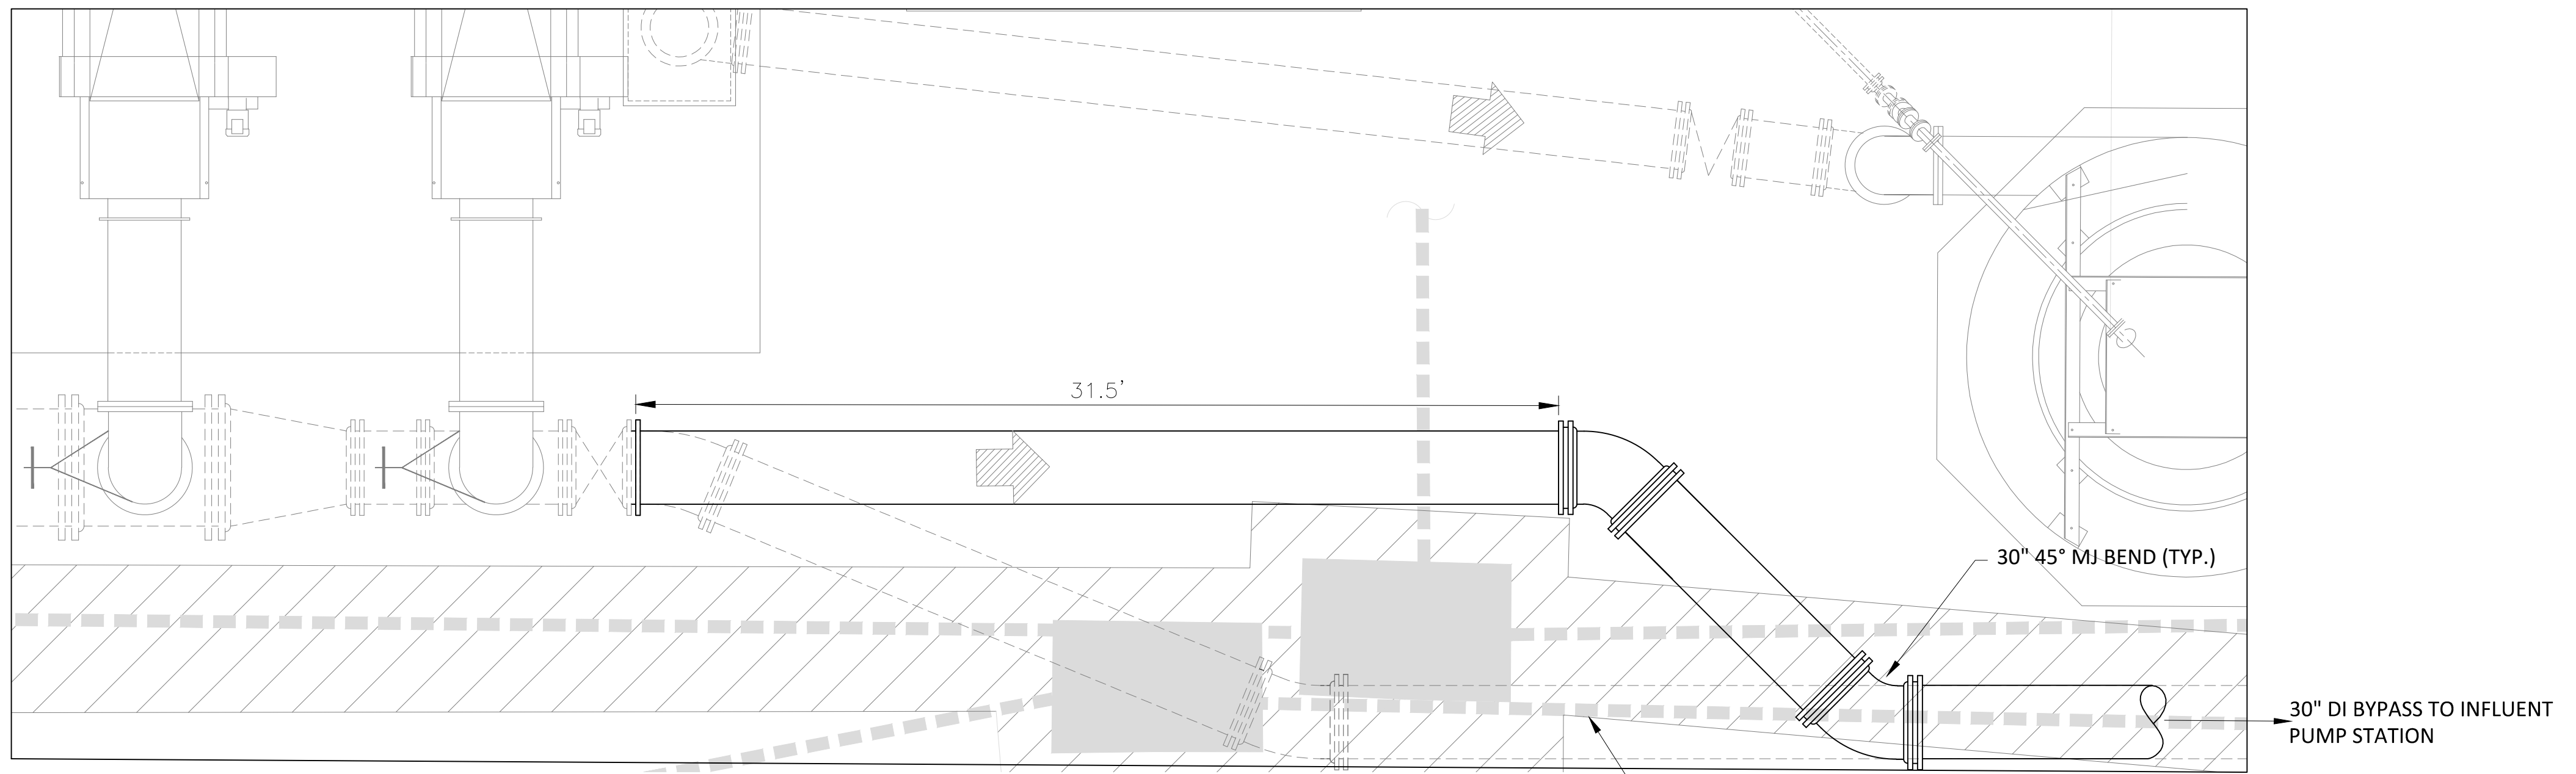 31.5'
30" 45° MJ BEND (TYP.)
30" DI BYPASS TO INFLUENT
PUMP STATION